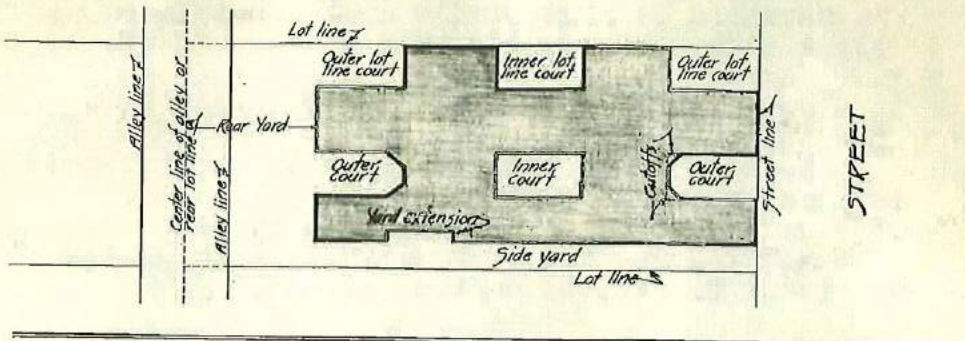 Lot line
Outer lot
line court
Inner lot
line court
Outer lot
line court
Alley line
Center line of alley or
rear lot line
Rear Yard
Alley line
Outer
court
Inner
court
Cutoffs
Outer
court
Street line
STREET
Yard extension
Side yard
Lot line